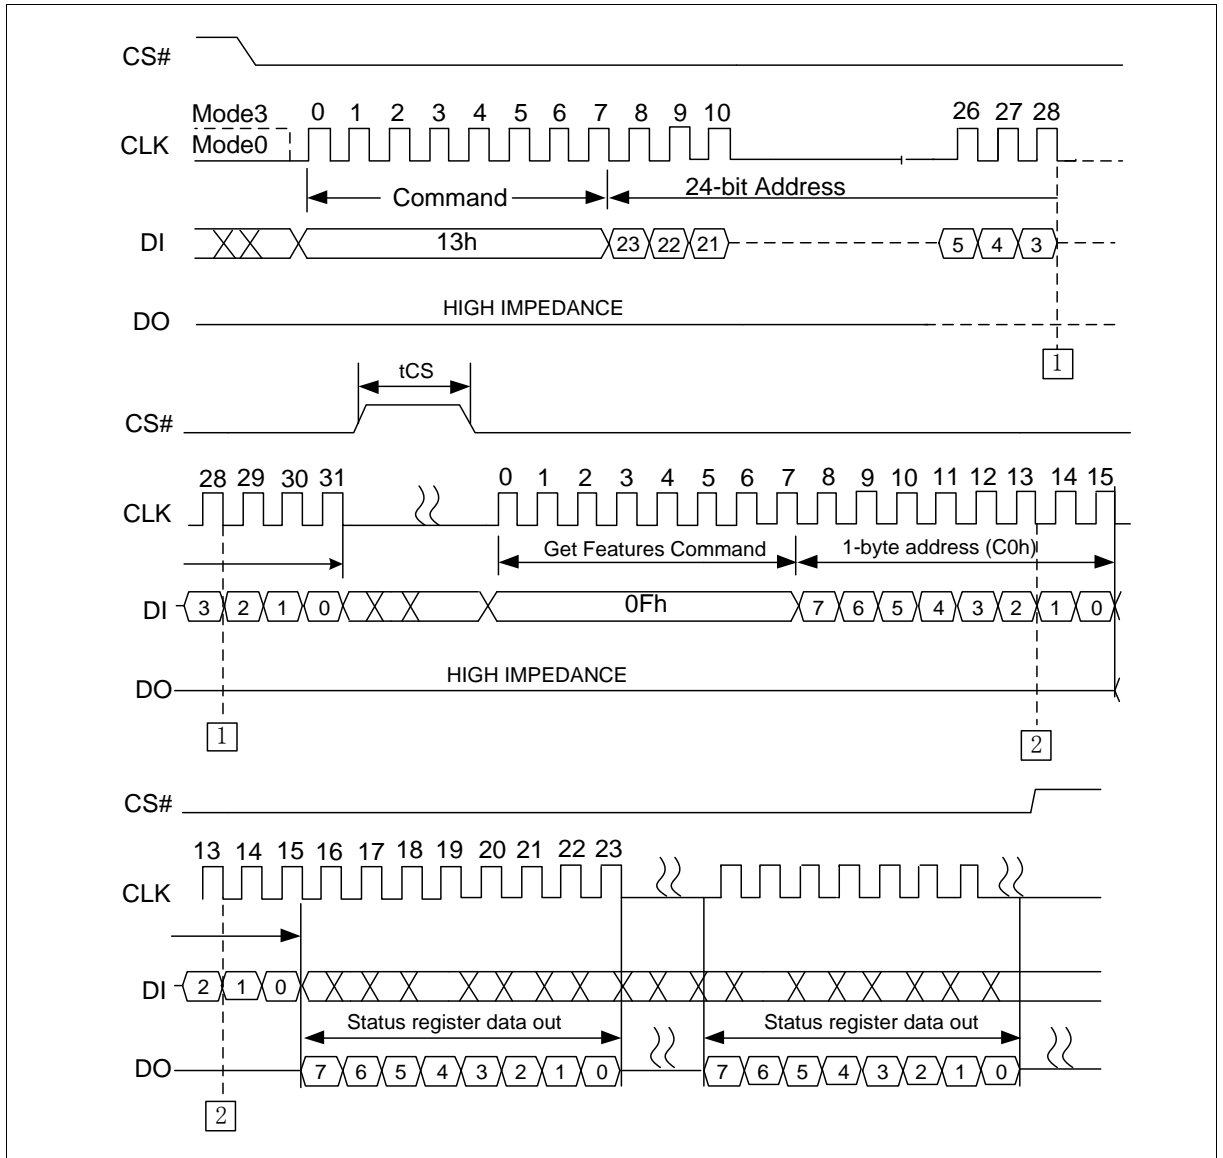 CS#
Mode3 0 1 2 3 4 5 6 7 8 9 10 26 27 28
CLK Mode0
Command 24-bit Address
DI 13h 23 22 21 5 4 3
HIGH IMPEDANCE
DO
1
tCS
CS#
28 29 30 31 0 1 2 3 4 5 6 7 8 9 10 11 12 13 14 15
CLK
Get Features Command 1-byte address (C0h)
DI 3 2 1 0 0Fh 7 6 5 4 3 2 1 0
HIGH IMPEDANCE
DO
1 2
CS#
13 14 15 16 17 18 19 20 21 22 23
CLK
DI 2 1 0
Status register data out Status register data out
DO 7 6 5 4 3 2 1 0 7 6 5 4 3 2 1 0
2